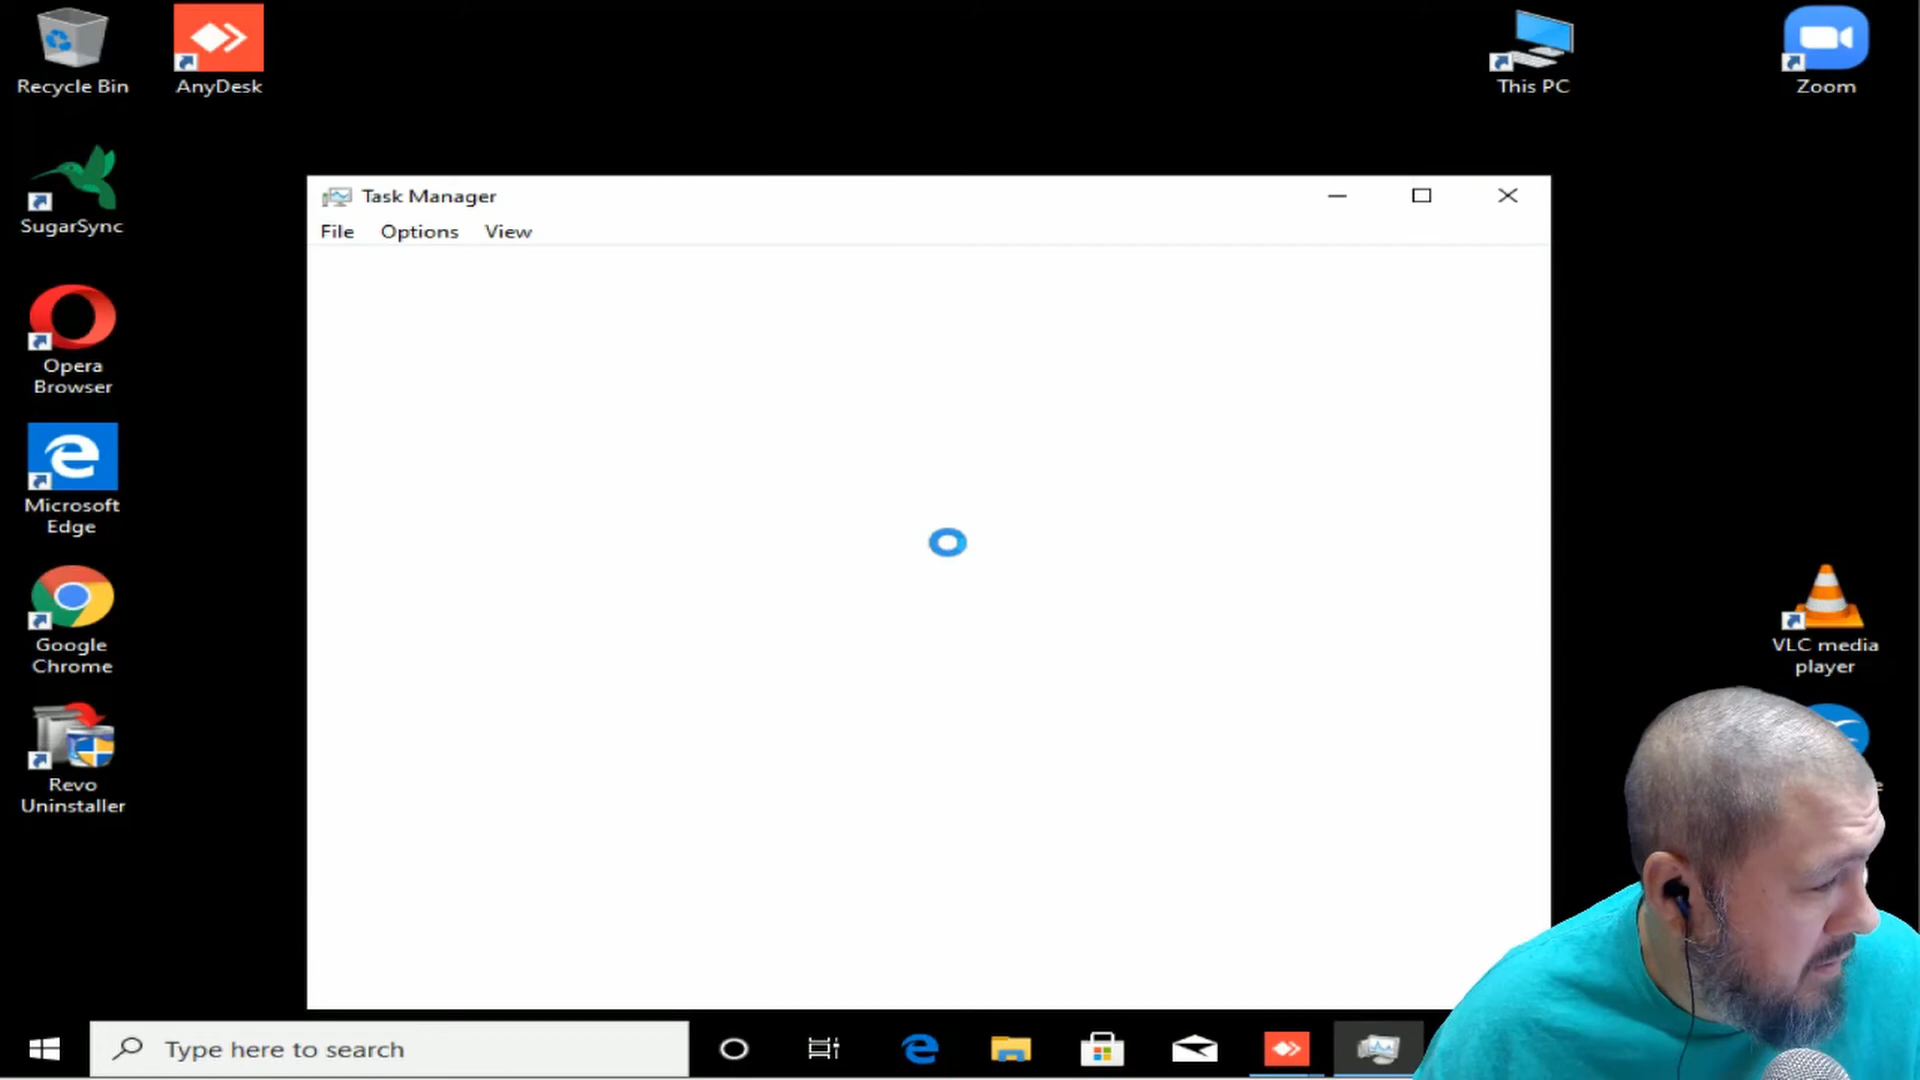 Recycle Bin
AnyDesk
This PC
Zoom
SugarSync
Task Manager
File Options View
Opera
Browser
Microsoft
Edge
Google
Chrome
VLC media
player
Revo
Uninstaller
Type here to search